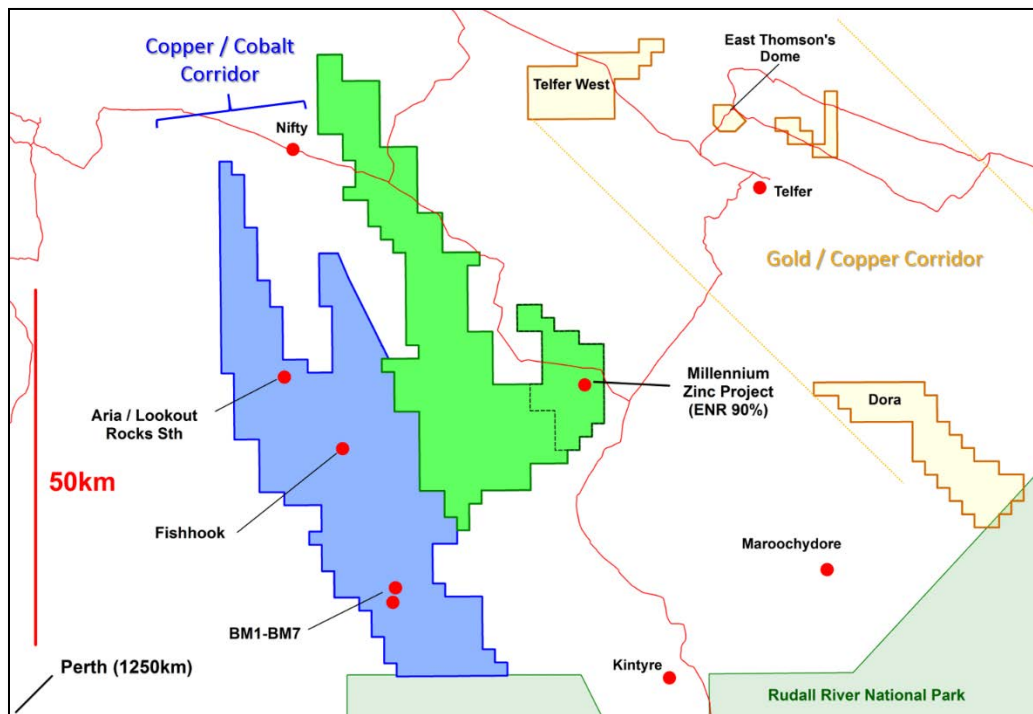 Copper / Cobalt
Corridor
East Thomson's
Dome
Telfer West
Nifty
Telfer
Gold / Copper Corridor
Millennium
Zinc Project
(ENR 90%)
Dora
Aria / Lookout
Rocks Sth
50km
Fishhook
Maroochydore
BM1-BM7
Perth (1250km)
Kintyre
Rudall River National Park